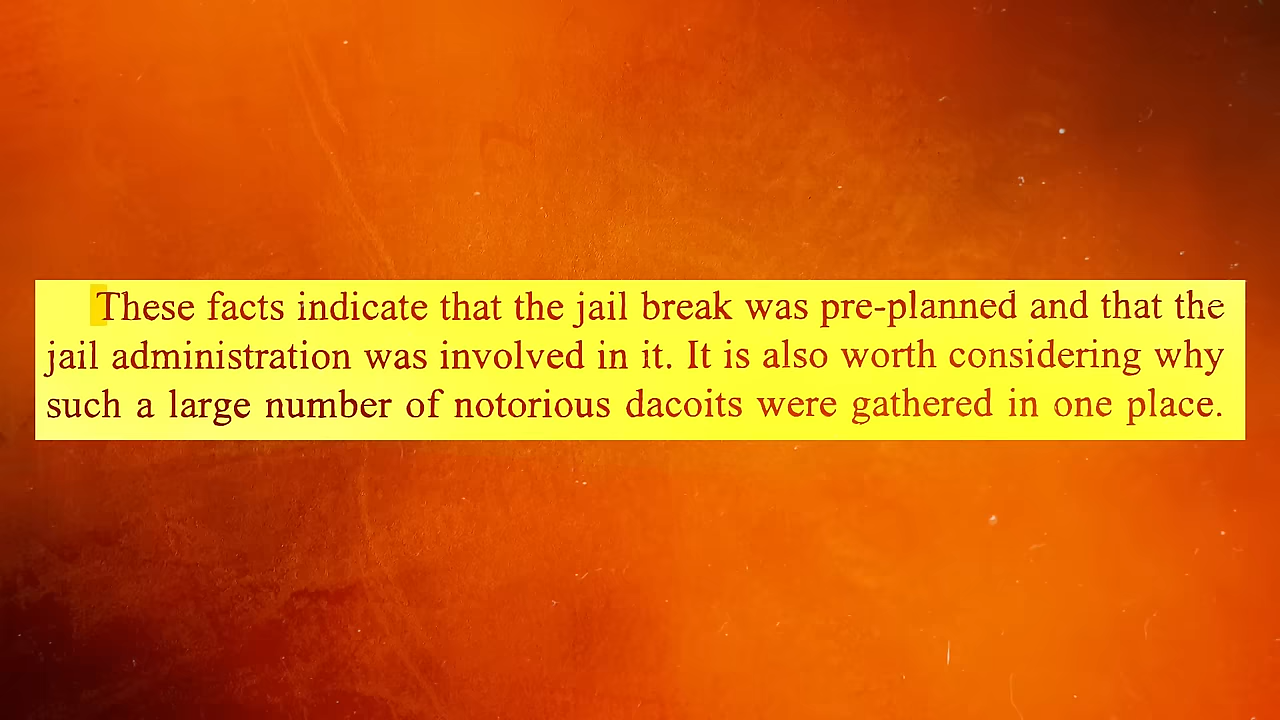 These facts indicate that the jail break was pre-planned and that the
jail administration was involved in it. It is also worth considering why
such a large number of notorious dacoits were gathered in one place.